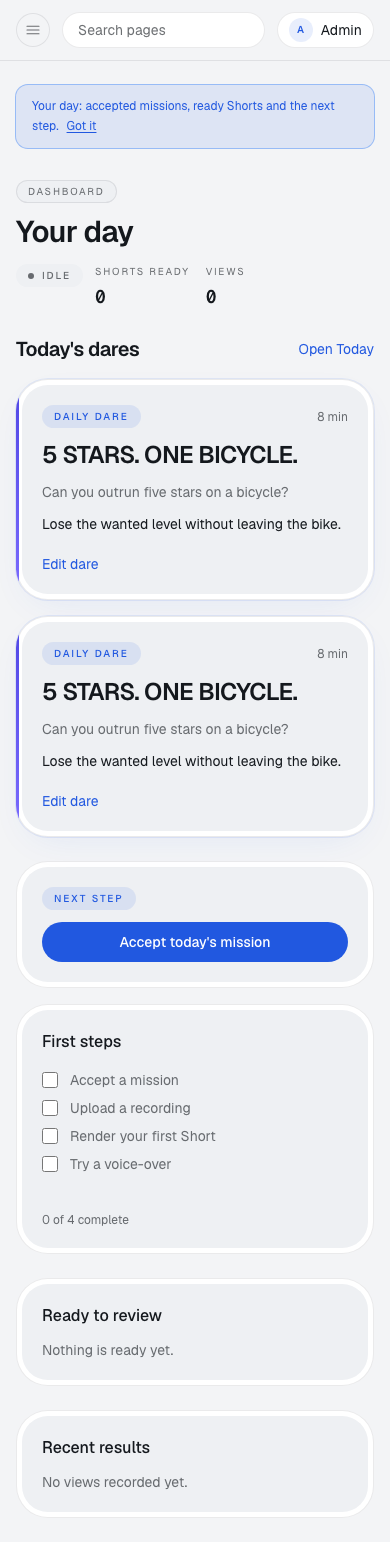 Search pages
A
Admin
Your day: accepted missions, ready Shorts and the next
step. Got it
DASHBOARD
Your day
IDLE
SHORTS READY
0
VIEWS
0
Today's dares
Open Today
DAILY DARE
8 min
5 STARS. ONE BICYCLE.
Can you outrun five stars on a bicycle?
Lose the wanted level without leaving the bike.
Edit dare
DAILY DARE
8 min
5 STARS. ONE BICYCLE.
Can you outrun five stars on a bicycle?
Lose the wanted level without leaving the bike.
Edit dare
NEXT STEP
Accept today's mission
First steps
Accept a mission
Upload a recording
Render your first Short
Try a voice-over
0 of 4 complete
Ready to review
Nothing is ready yet.
Recent results
No views recorded yet.